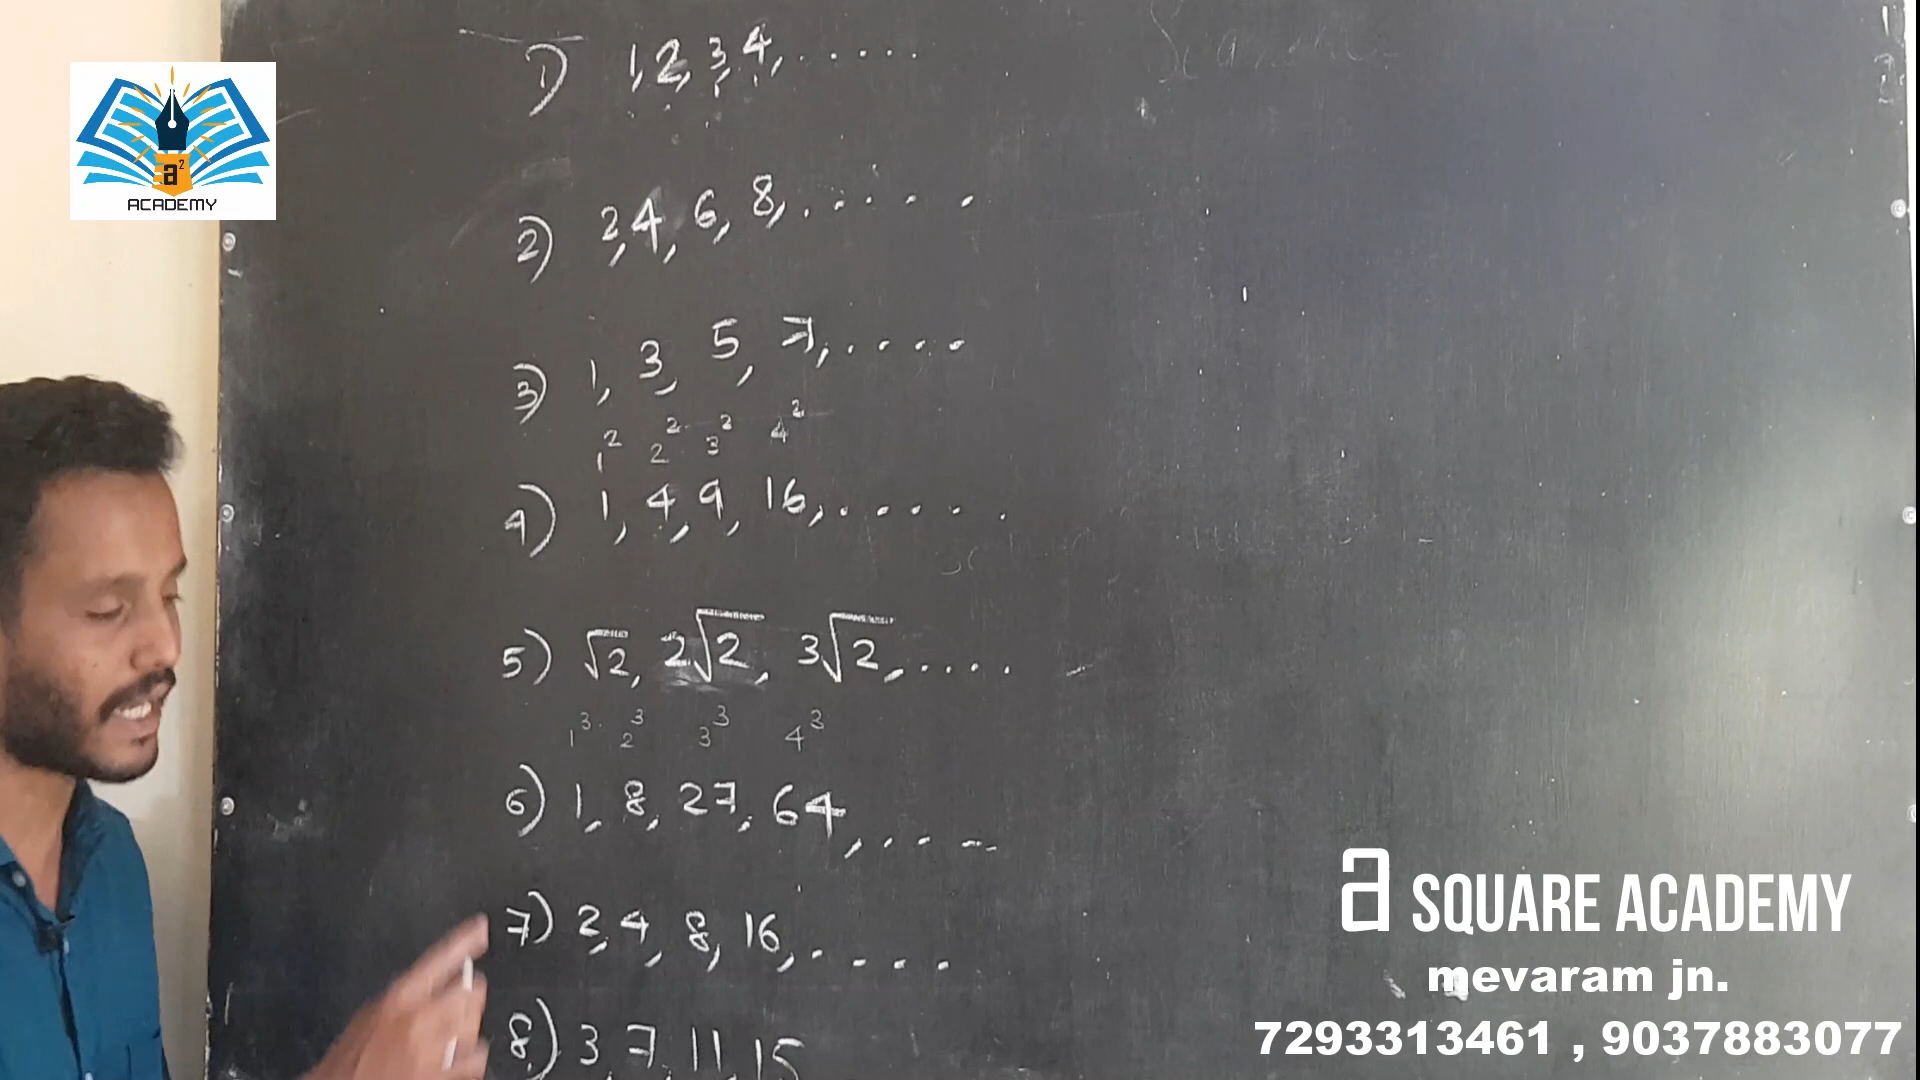 1) 1, 2, 3, 4, . . . . .
2) 2, 4, 6, 8, . . . . .
3) 1, 3, 5, 7, . . . .
1² 2² 3² 4²
4) 1, 4, 9, 16, . . . . .
5) √2, 2√2, 3√2, . . . .
1³ 2³ 3³ 4³
6) 1, 8, 27, 64, . . . .
7) 2, 4, 8, 16, . . . .
8) 3, 7, 11, 15
a²
ACADEMY
a SQUARE ACADEMY
mevaram jn.
7293313461 , 9037883077